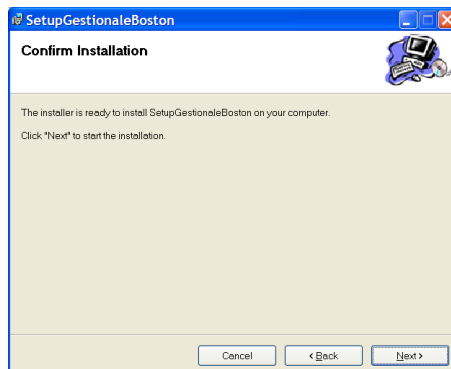 SetupGestionaleBoston
Confirm Installation
The installer is ready to install SetupGestionaleBoston on your computer.
Click "Next" to start the installation.
Cancel
< Back
Next >